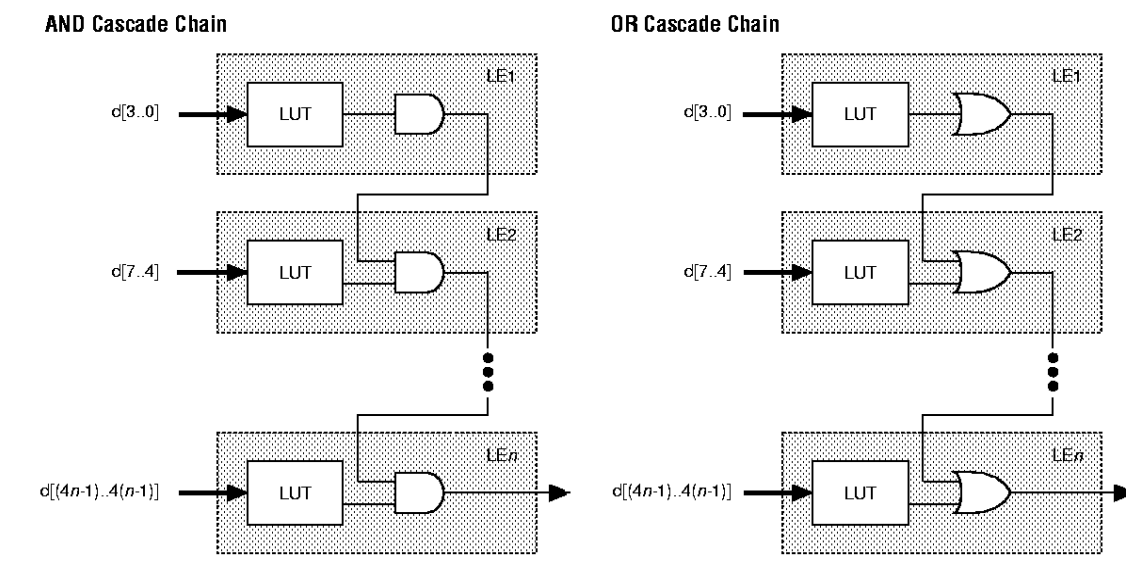 AND Cascade Chain
LE1
d[3..0]
LUT
LE2
d[7..4]
LUT
LEn
d[(4n-1)..4(n-1)]
LUT
OR Cascade Chain
LE1
d[3..0]
LUT
LE2
d[7..4]
LUT
LEn
d[(4n-1)..4(n-1)]
LUT